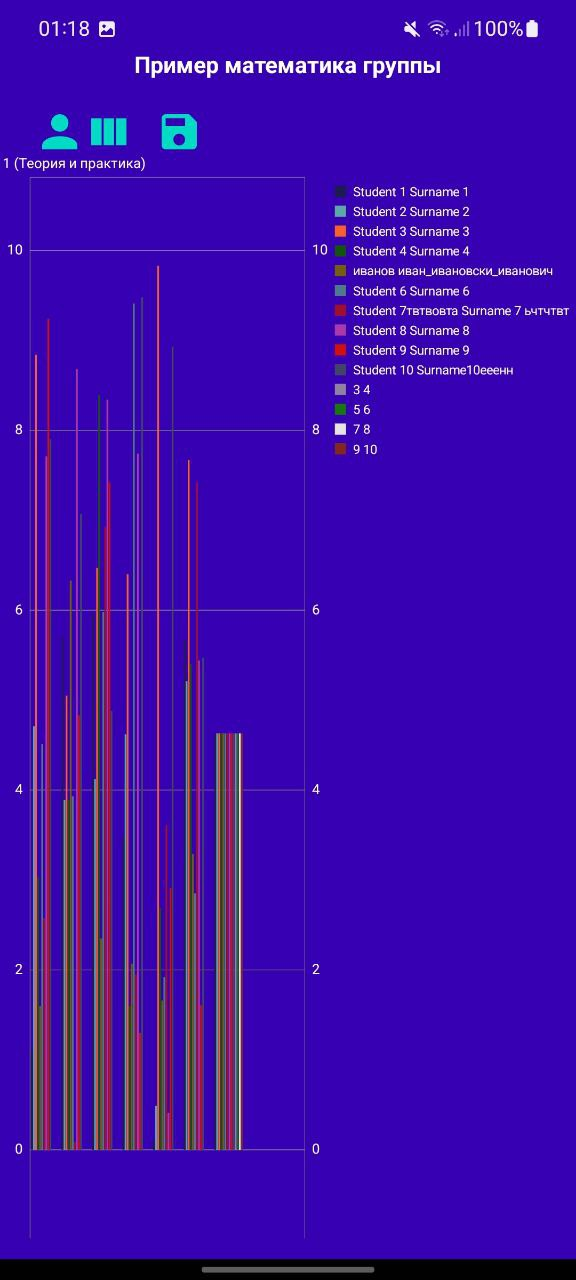 01:18 100%
Пример математика группы
1 (Теория и практика)
Student 1 Surname 1
Student 2 Surname 2
Student 3 Surname 3
Student 4 Surname 4
иванов иван_ивановски_иванович
Student 6 Surname 6
Student 7твтвовта Surname 7 ьчтчтвт
Student 8 Surname 8
Student 9 Surname 9
Student 10 Surname10ееенн
3 4
5 6
7 8
9 10
10 10
8 8
6 6
4 4
2 2
0 0